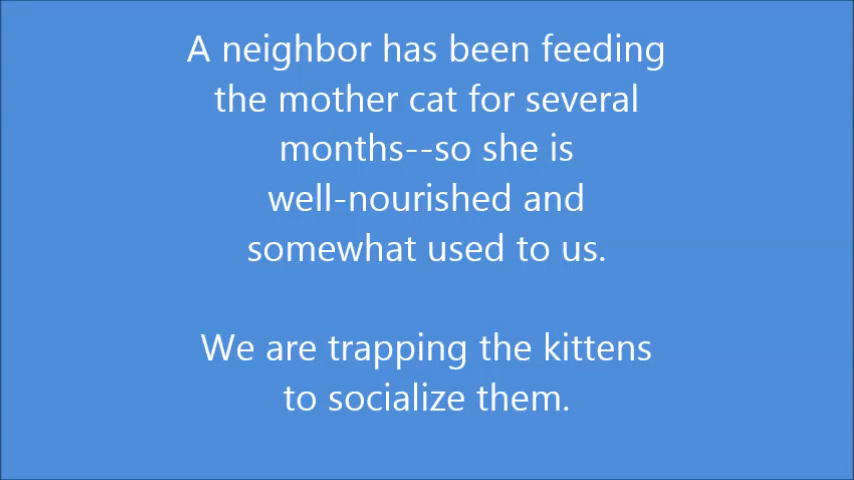 A neighbor has been feeding
the mother cat for several
months--so she is
well-nourished and
somewhat used to us.
We are trapping the kittens
to socialize them.